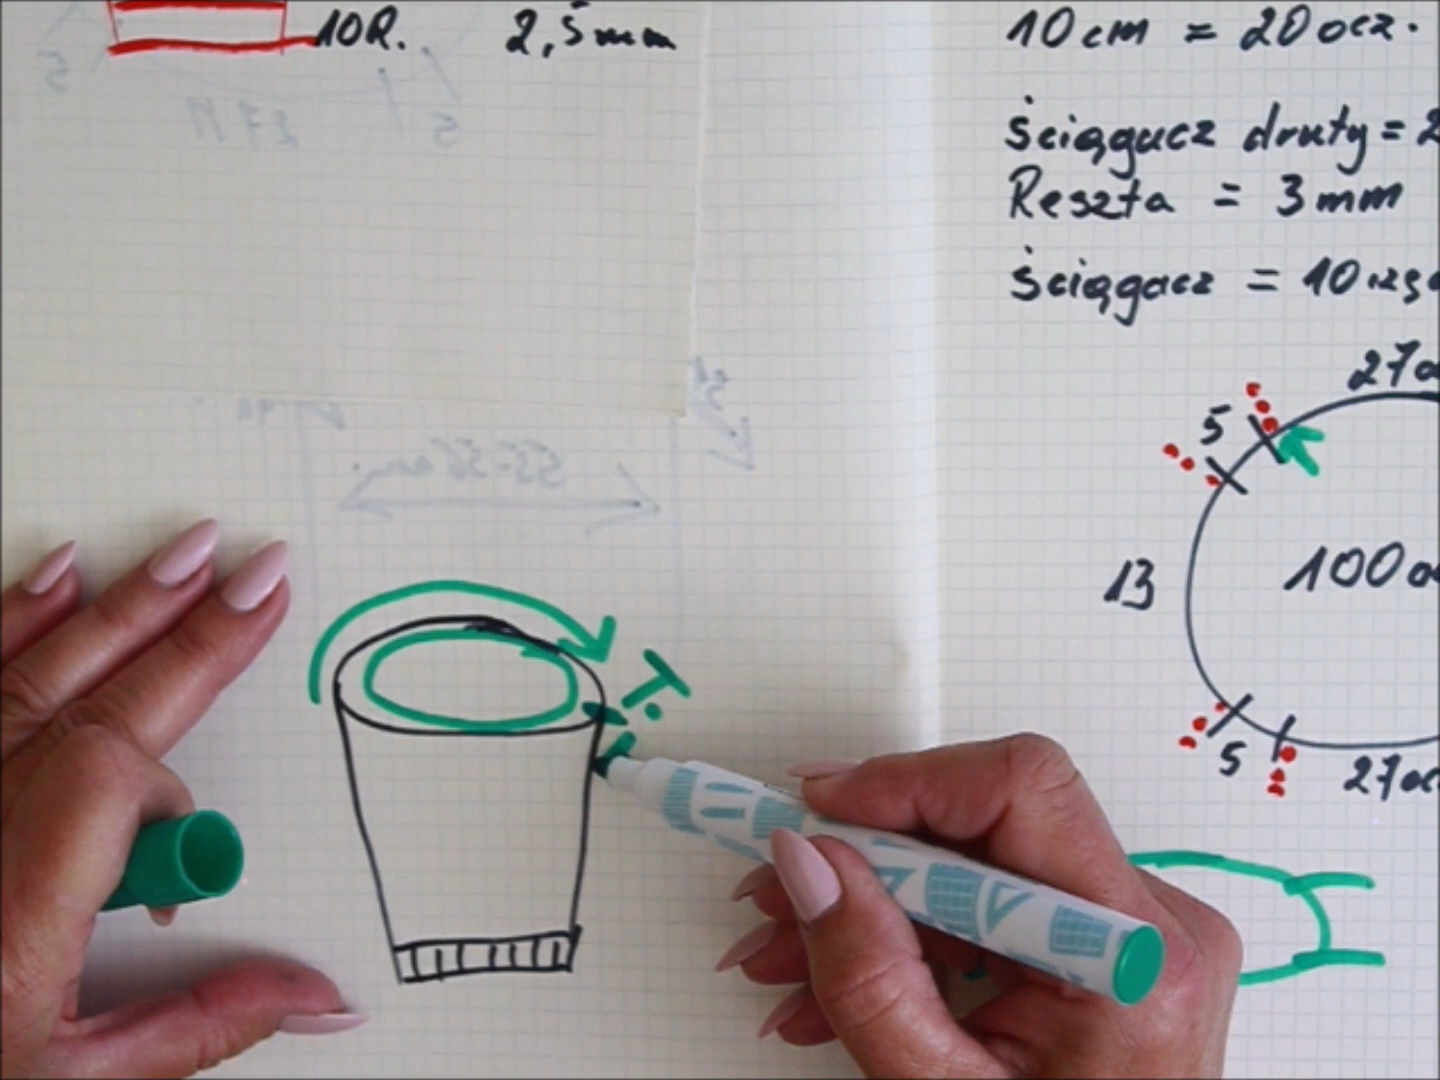 10R. 2,5mm
10cm = 20 ocz.
ściągacz druty = 2
Reszta = 3mm
ściągacz = 10
27
5
13
100
5
27
T.